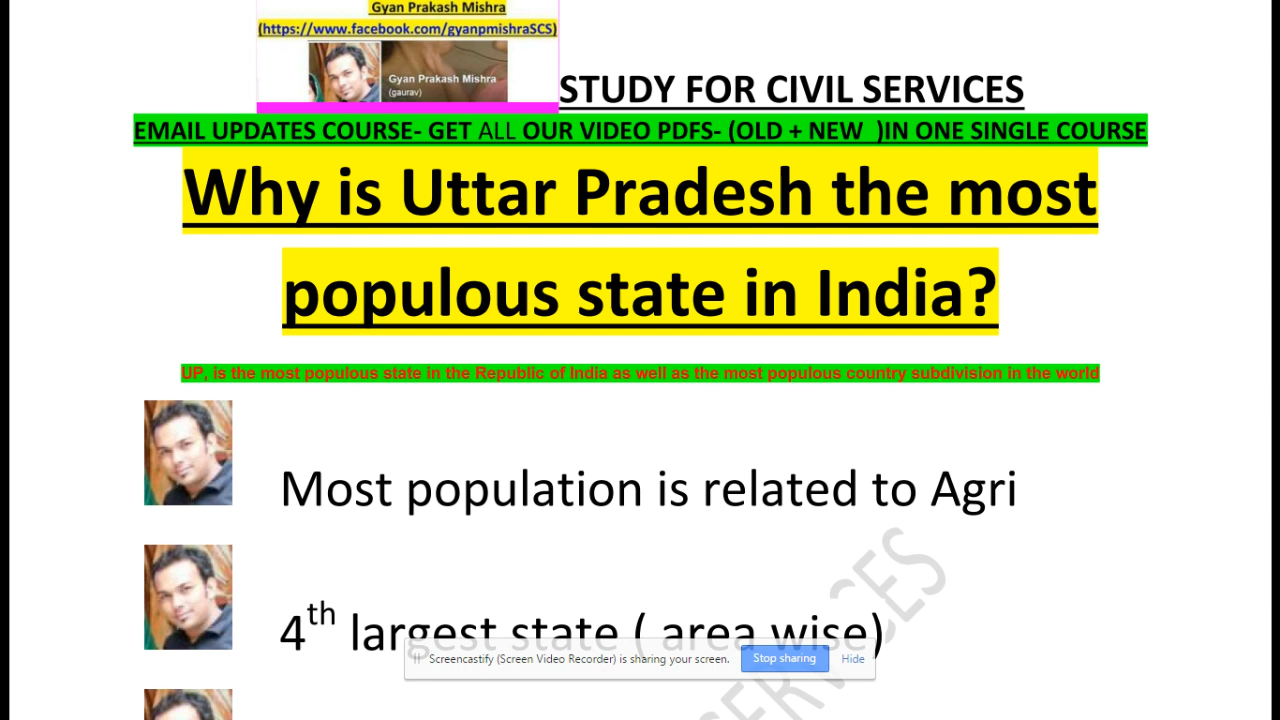 Gyan Prakash Mishra
(https://www.facebook.com/gyanpmishraSCS)
Gyan Prakash Mishra
(gaurav)
STUDY FOR CIVIL SERVICES
EMAIL UPDATES COURSE- GET ALL OUR VIDEO PDFS- (OLD + NEW )IN ONE SINGLE COURSE
Why is Uttar Pradesh the most
populous state in India?
UP, is the most populous state in the Republic of India as well as the most populous country subdivision in the world
Most population is related to Agri
4th largest state ( area wise)
Screencastify (Screen Video Recorder) is sharing your screen. Stop sharing Hide